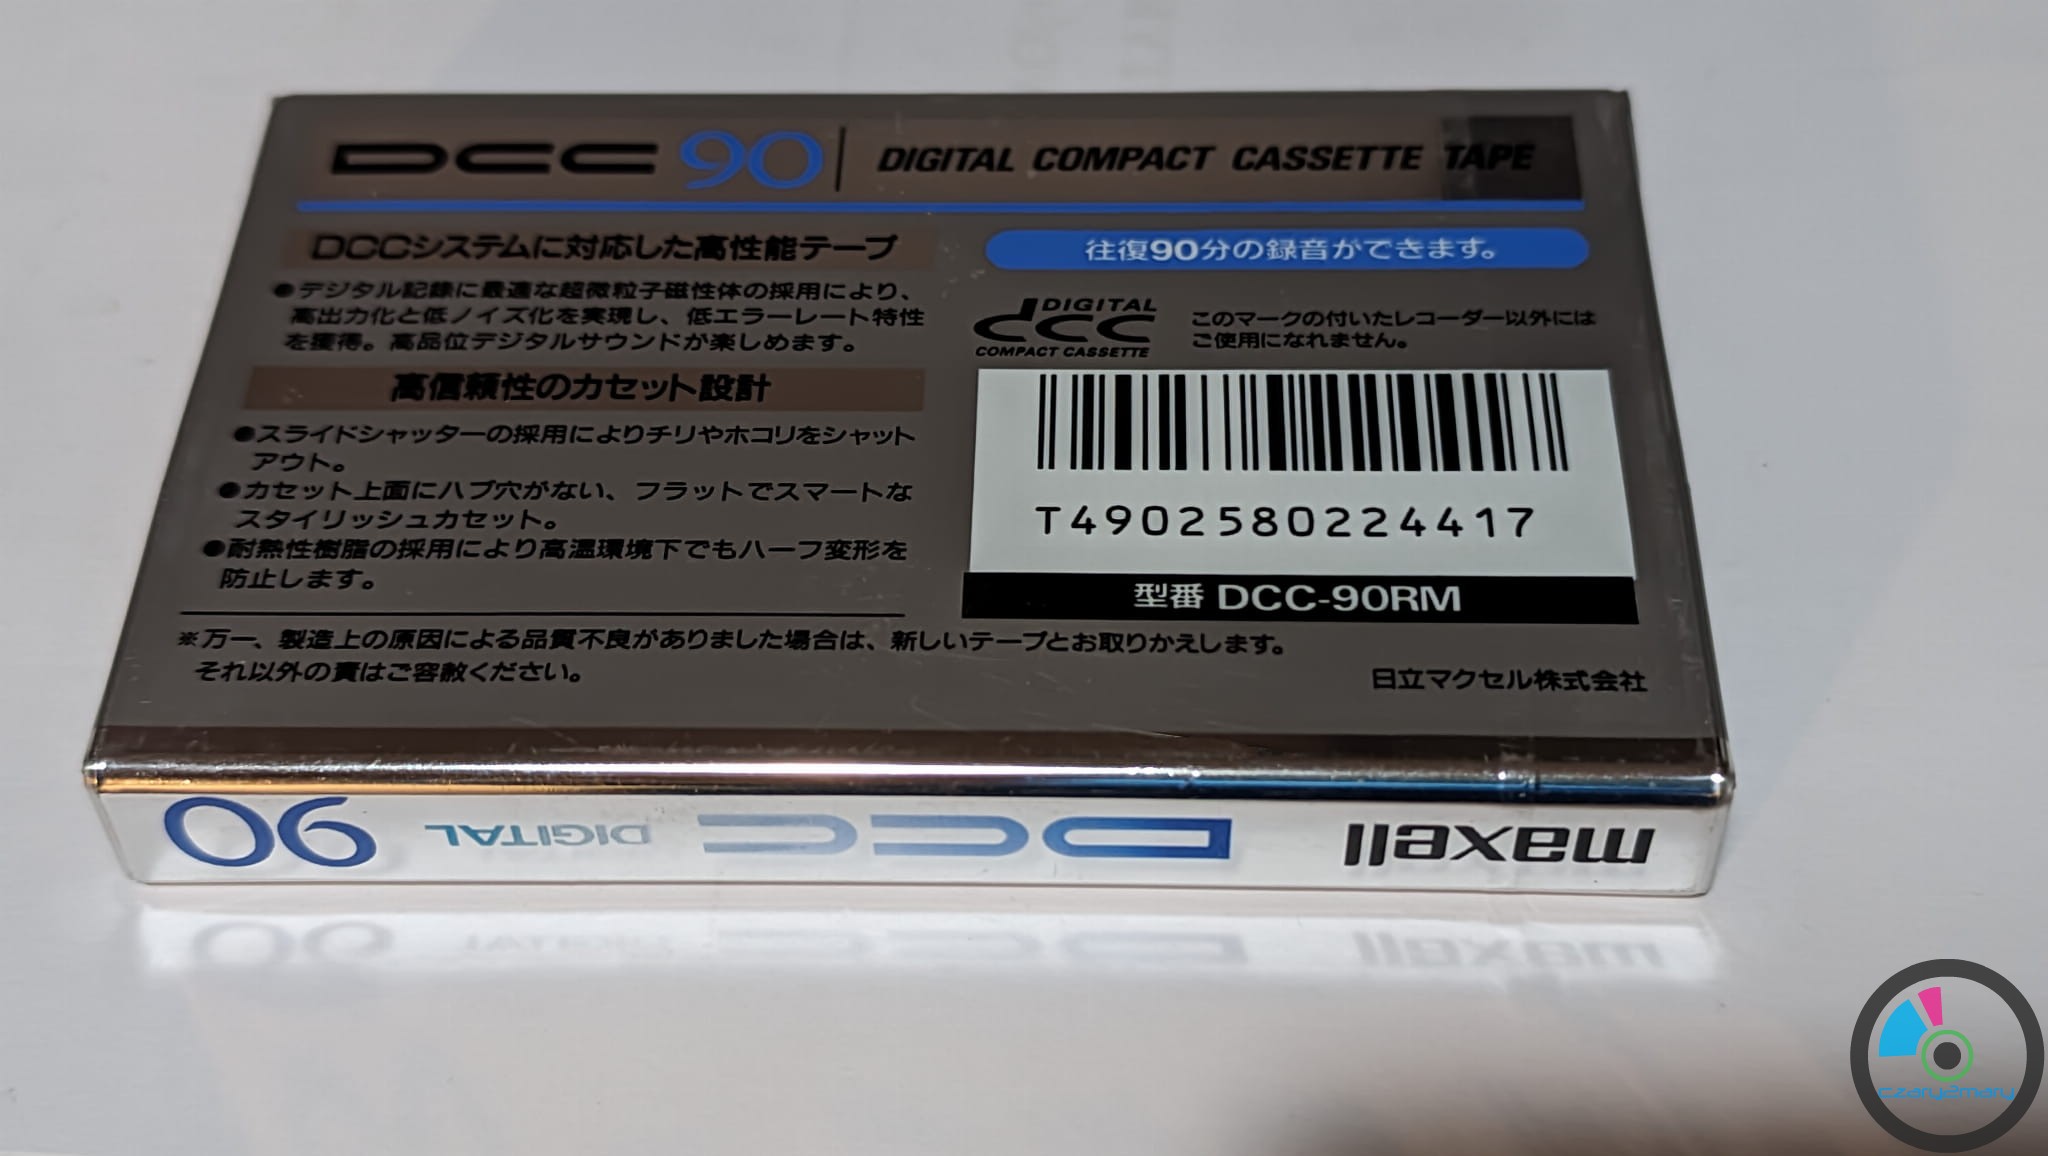 DCC 90 DIGITAL COMPACT CASSETTE TAPE
DCCシステムに対応した高性能テープ
●デジタル記録に最適な超微粒子磁性体の採用により、
高出力化と低ノイズ化を実現し、低エラーレート特性
を獲得。高品位デジタルサウンドが楽しめます。
高信頼性のカセット設計
●スライドシャッターの採用によりチリやホコリをシャット
アウト。
●カセット上面にハブ穴がない、フラットでスマートな
スタイリッシュカセット。
●耐熱性樹脂の採用により高温環境下でもハーフ変形を
防止します。
往復90分の録音ができます。
DIGITAL
dcc
COMPACT CASSETTE
このマークの付いたレコーダー以外には
ご使用になれません。
T4902580224417
型番 DCC-90RM
※万一、製造上の原因による品質不良がありました場合は、新しいテープとお取りかえします。
それ以外の責はご容赦ください。
日立マクセル株式会社
maxell DCC DIGITAL 90
czary2mary